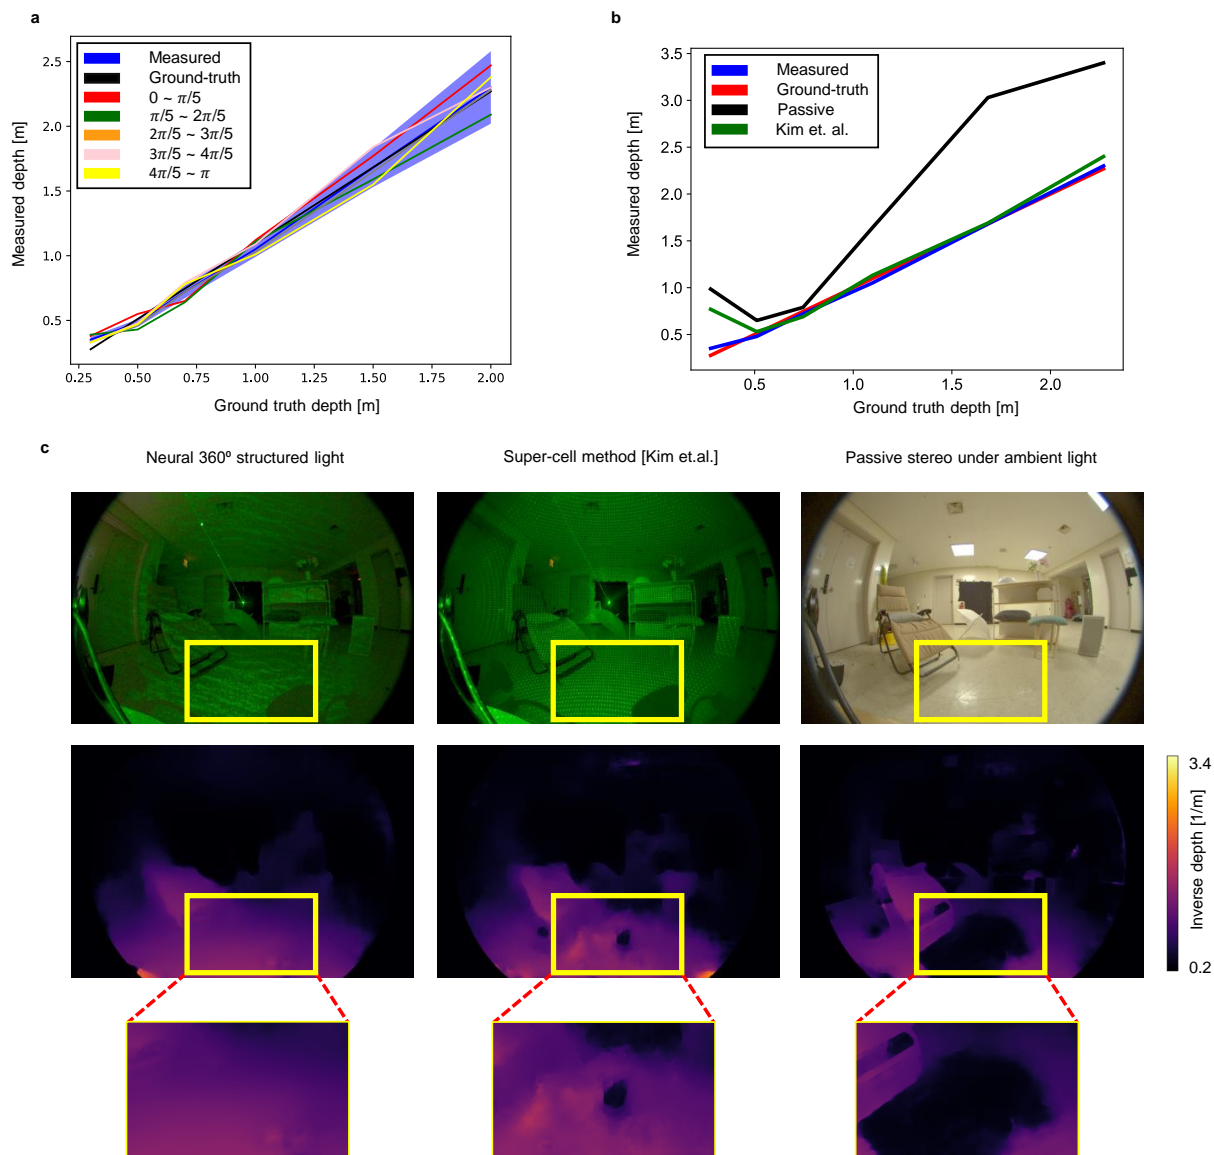 a
Measured
Ground-truth
0 ~ π/5
π/5 ~ 2π/5
2π/5 ~ 3π/5
3π/5 ~ 4π/5
4π/5 ~ π
2.5
2.0
1.5
1.0
0.5
Measured depth [m]
0.25 0.50 0.75 1.00 1.25 1.50 1.75 2.00
Ground truth depth [m]
b
Measured
Ground-truth
Passive
Kim et. al.
3.5
3.0
2.5
2.0
1.5
1.0
0.5
Measured depth [m]
0.5 1.0 1.5 2.0
Ground truth depth [m]
c
Neural 360º structured light
Super-cell method [Kim et.al.]
Passive stereo under ambient light
3.4
Inverse depth [1/m]
0.2